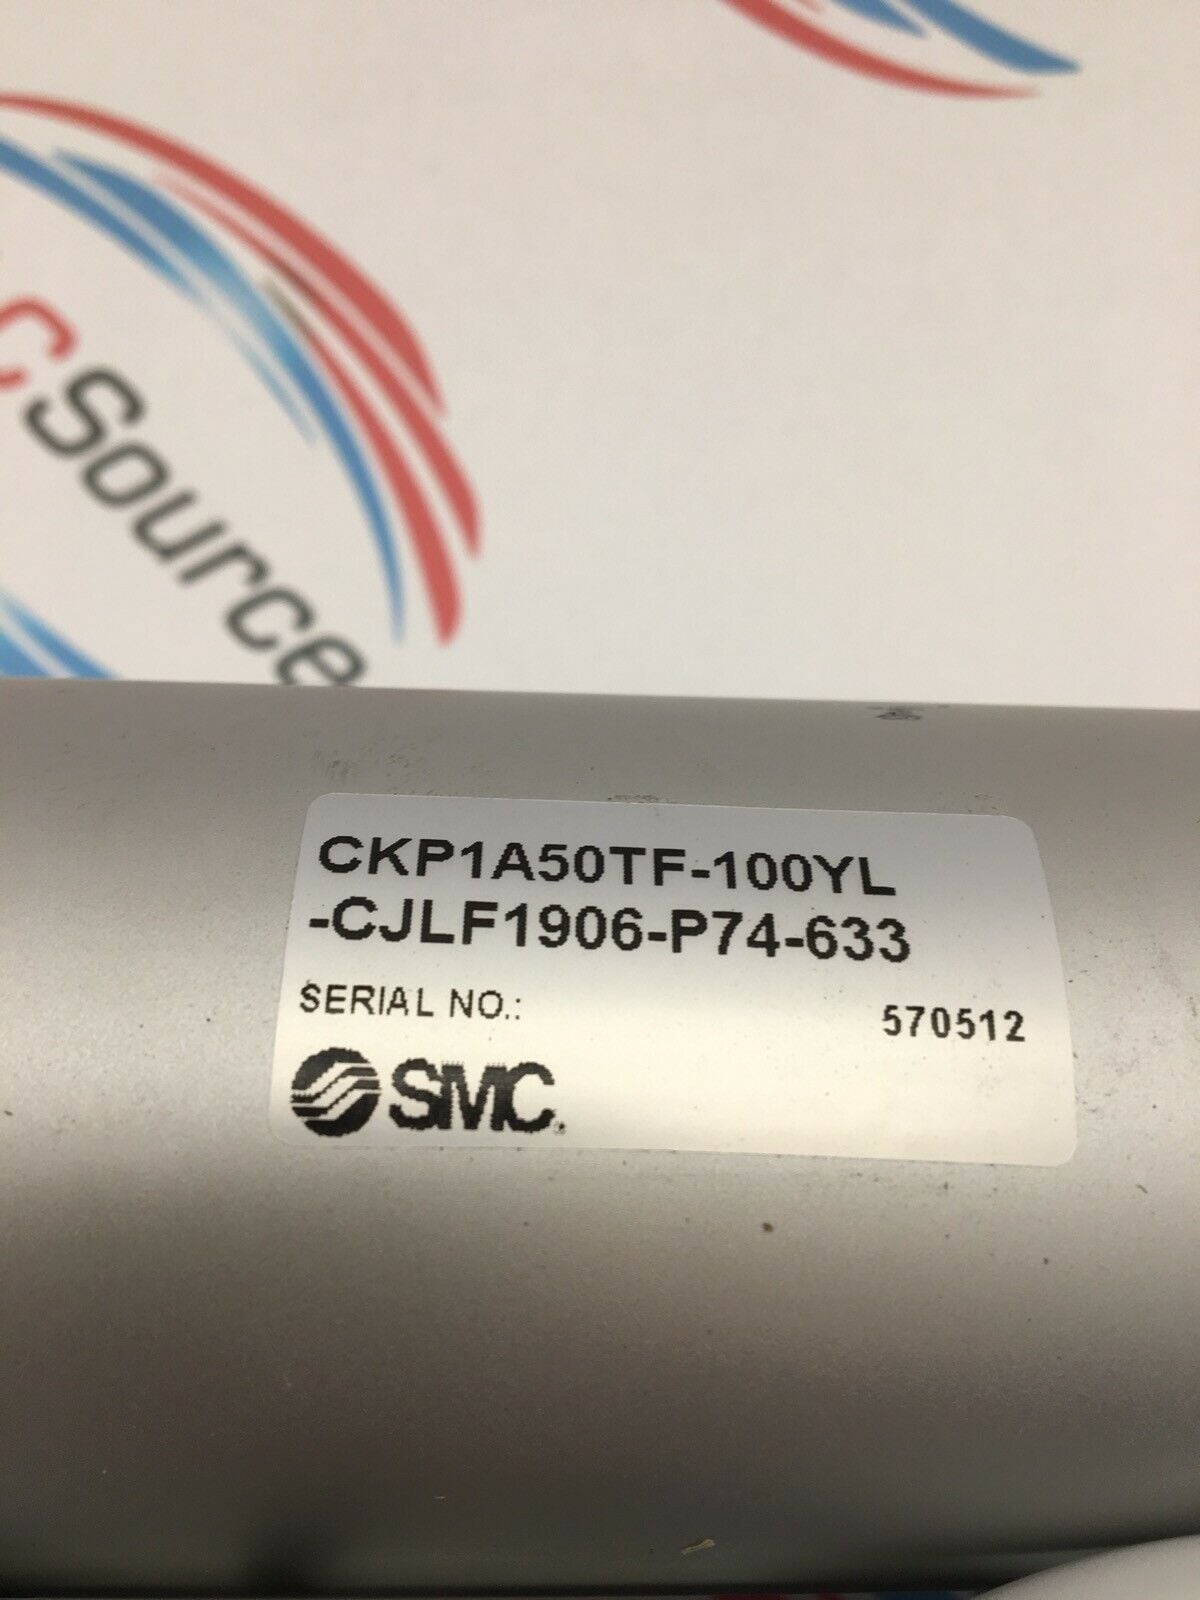 cSource
CKP1A50TF-100YL
-CJLF1906-P74-633
SERIAL NO.: 570512
SMC